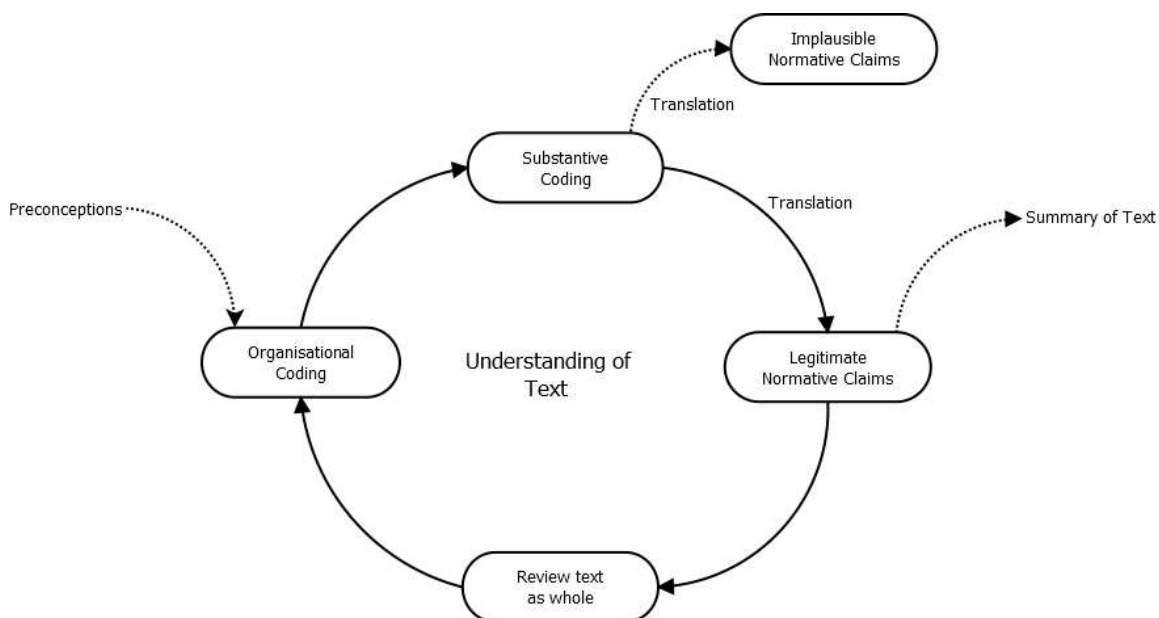 Implausible
Normative Claims
Translation
Substantive
Coding
Preconceptions
Translation
Summary of Text
Organisational
Coding
Understanding of
Text
Legitimate
Normative Claims
Review text
as whole